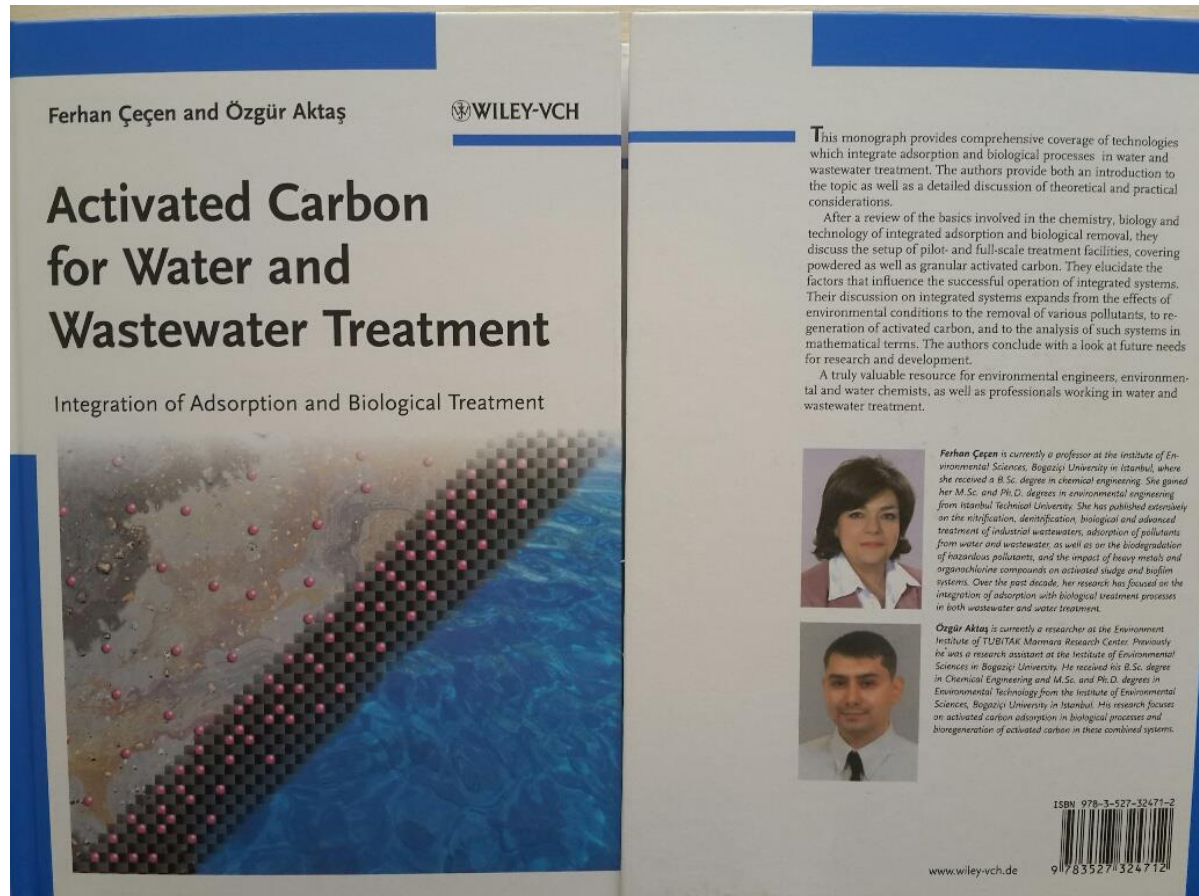 Ferhan Çeçen and Özgür Aktaş
WILEY-VCH
Activated Carbon
for Water and
Wastewater Treatment
Integration of Adsorption and Biological Treatment
This monograph provides comprehensive coverage of technologies
which integrate adsorption and biological processes in water and
wastewater treatment. The authors provide both an introduction to
the topic as well as a detailed discussion of theoretical and practical
considerations.
After a review of the basics involved in the chemistry, biology and
technology of integrated adsorption and biological removal, they
discuss the setup of pilot- and full-scale treatment facilities, covering
powdered as well as granular activated carbon. They elucidate the
factors that influence the successful operation of integrated systems.
Their discussion on integrated systems expands from the effects of
environmental conditions to the removal of various pollutants, to re-
generation of activated carbon, and to the analysis of such systems in
mathematical terms. The authors conclude with a look at future needs
for research and development.
A truly valuable resource for environmental engineers, environmen-
tal and water chemists, as well as professionals working in water and
wastewater treatment.
Ferhan Çeçen is currently a professor at the Institute of En-
vironmental Sciences, Bogaziçi University in Istanbul, where
she received a B.Sc. degree in chemical engineering. She gained
her M.Sc. and Ph.D. degrees in environmental engineering
from Istanbul Technical University. She has published extensively
on the nitrification, denitrification, biological and advanced
treatment of industrial wastewaters, adsorption of pollutants
from water and wastewater, as well as on the biodegradation
of hazardous pollutants, and the impact of heavy metals and
organochlorine compounds on activated sludge and biofilm
systems. Over the past decade, her research has focused on the
integration of adsorption with biological treatment processes
in both wastewater and water treatment.
Özgür Aktaş is currently a researcher at the Environment
Institute of TUBITAK Marmara Research Center. Previously
he was a research assistant at the Institute of Environmental
Sciences in Bogaziçi University. He received his B.Sc. degree
in Chemical Engineering and M.Sc. and Ph.D. degrees in
Environmental Technology from the Institute of Environmental
Sciences, Bogaziçi University in Istanbul. His research focuses
on activated carbon adsorption in biological processes and
bioregeneration of activated carbon in these combined systems.
ISBN 978-3-527-32471-2
www.wiley-vch.de
9 783527 324712